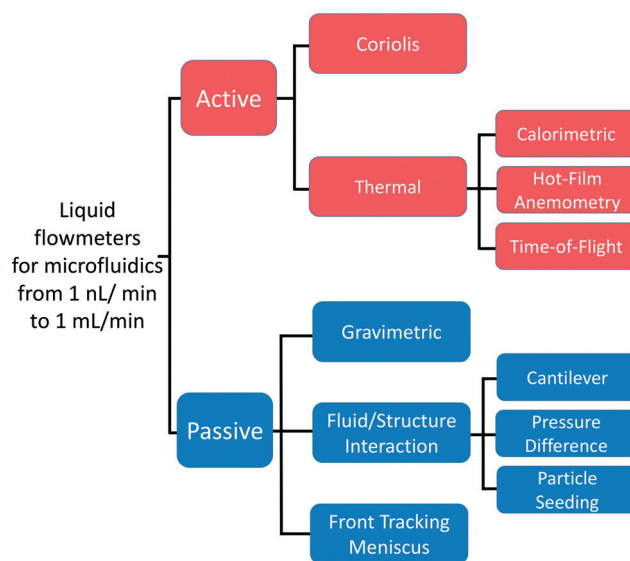 Liquid
flowmeters
for microfluidics
from 1 nL/ min
to 1 mL/min
Active
Coriolis
Thermal
Calorimetric
Hot-Film
Anemometry
Time-of-Flight
Passive
Gravimetric
Fluid/Structure
Interaction
Cantilever
Pressure
Difference
Particle
Seeding
Front Tracking
Meniscus